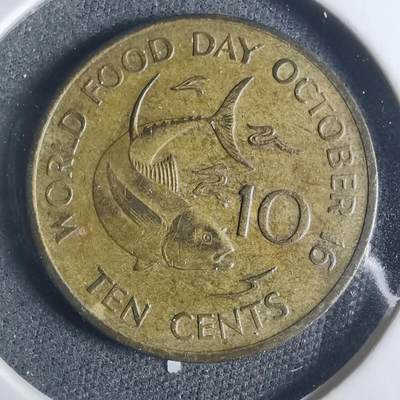 WORLD FOOD DAY OCTOBER 16
10
TEN CENTS